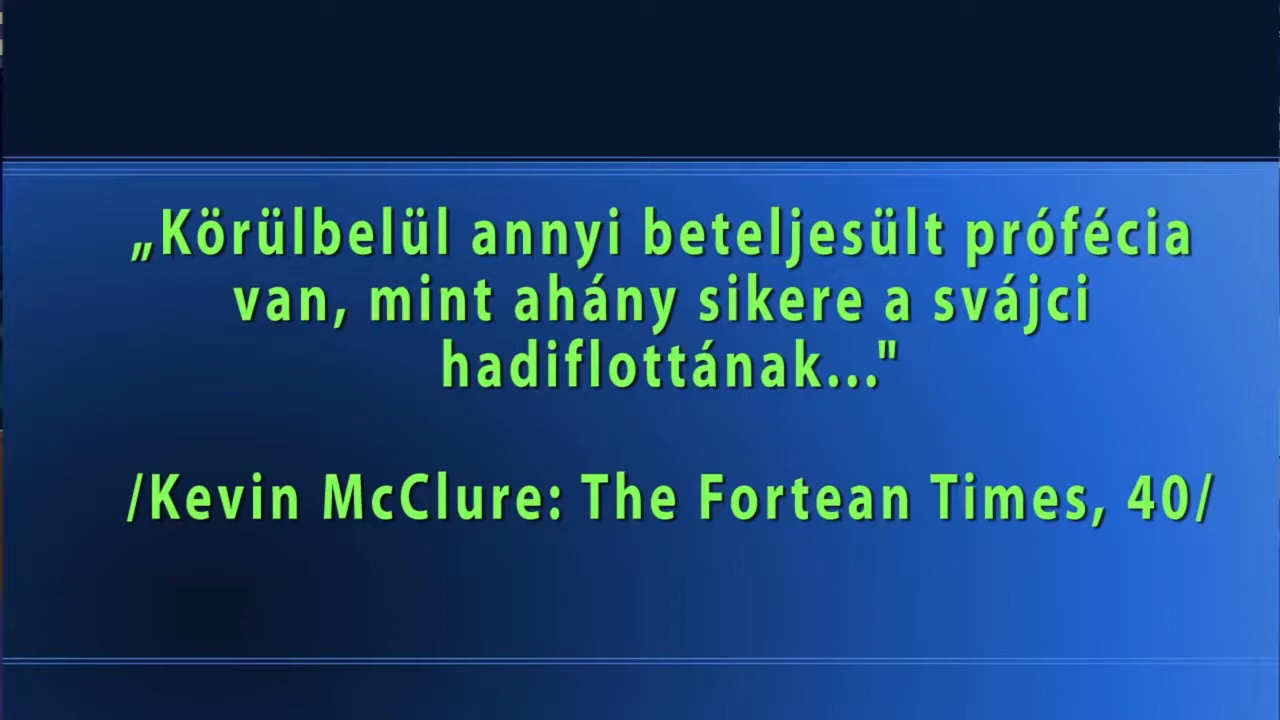 „Körülbelül annyi beteljesült prófécia
van, mint ahány sikere a svájci
hadiflottának..."
/Kevin McClure: The Fortean Times, 40/